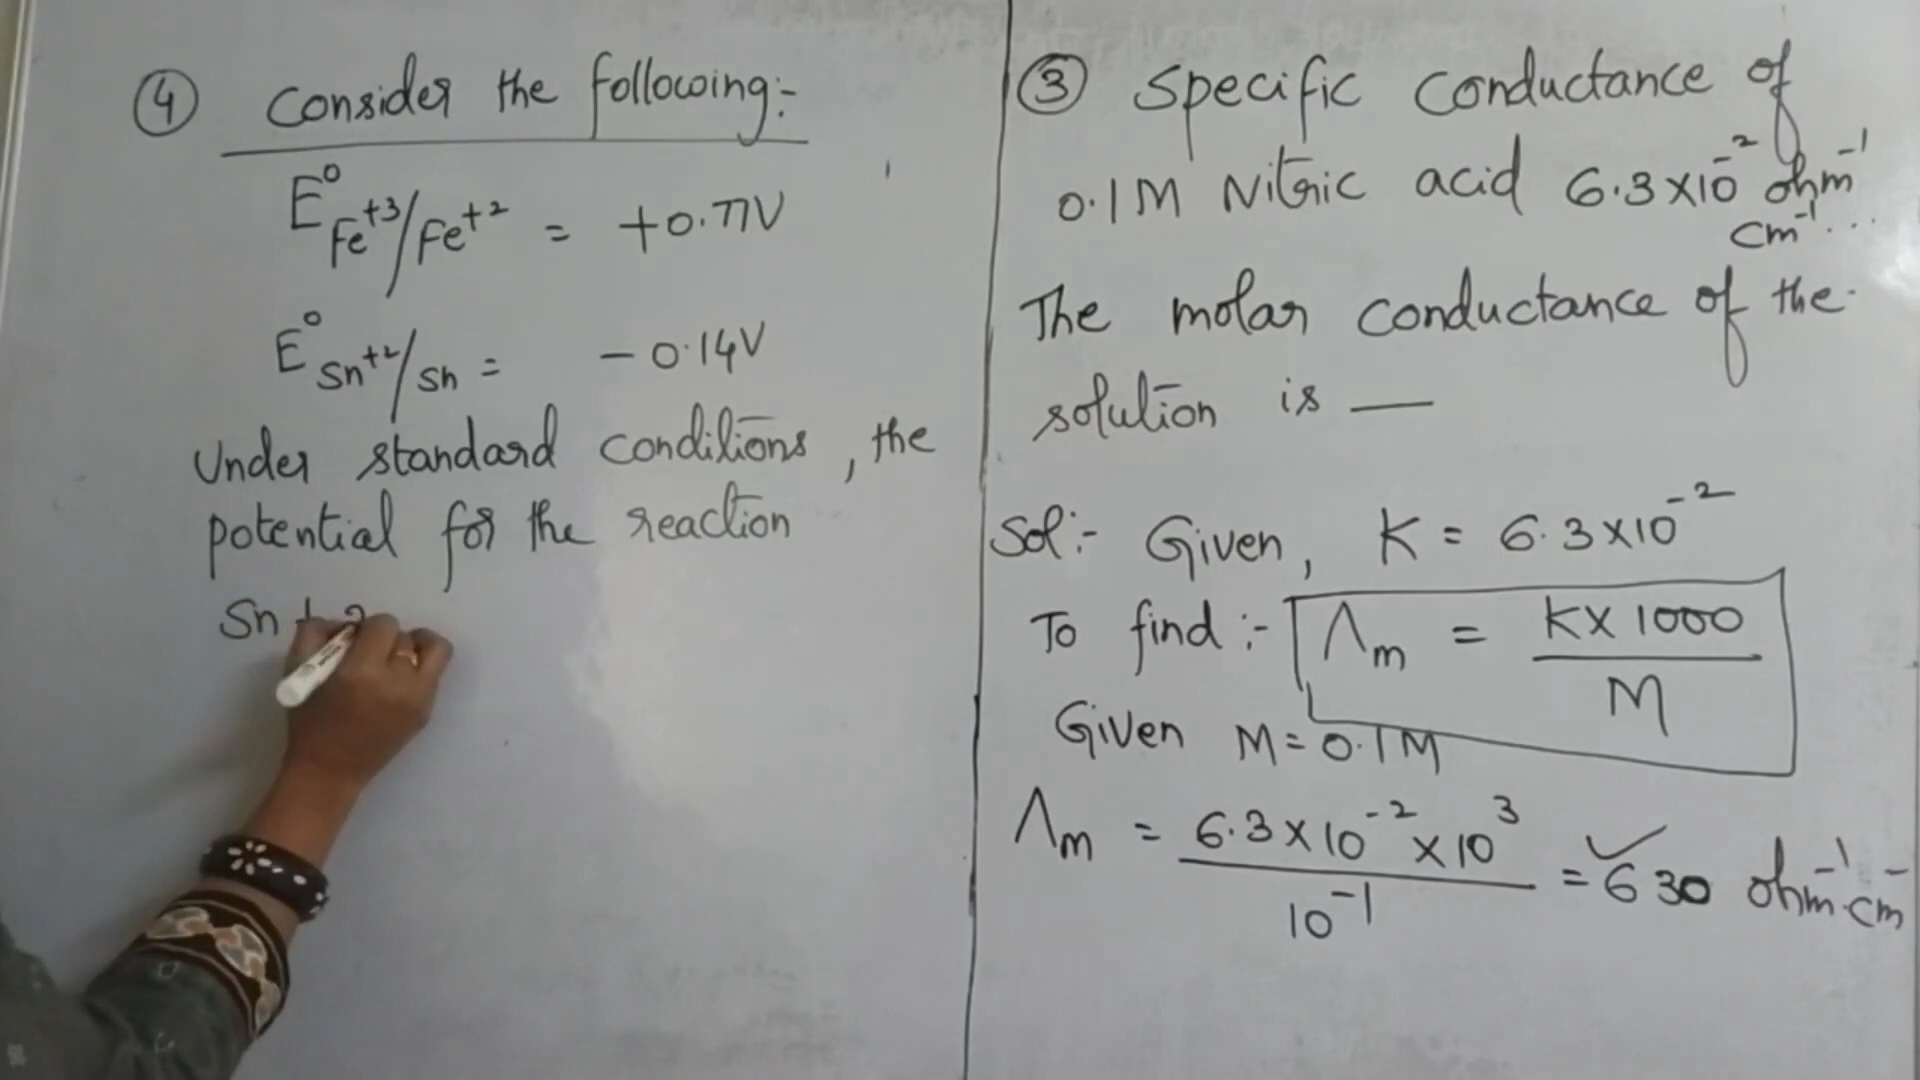 ④ Consider the following:-
E⁰ Fe⁺³/Fe⁺² = +0.77V
E⁰ Sn⁺²/Sn = -0.14V
Under standard conditions, the
potential for the reaction
Sn + 2
③ Specific conductance of
0.1M Nitric acid 6.3×10⁻² ohm⁻¹
cm⁻¹...
The molar conductance of the
solution is —
Sol:- Given, K = 6.3×10⁻²
To find:- Λm = K×1000/M
Given M=0.1M
Λm = 6.3×10⁻²×10³/10⁻¹ = 630 ohm⁻¹cm⁻